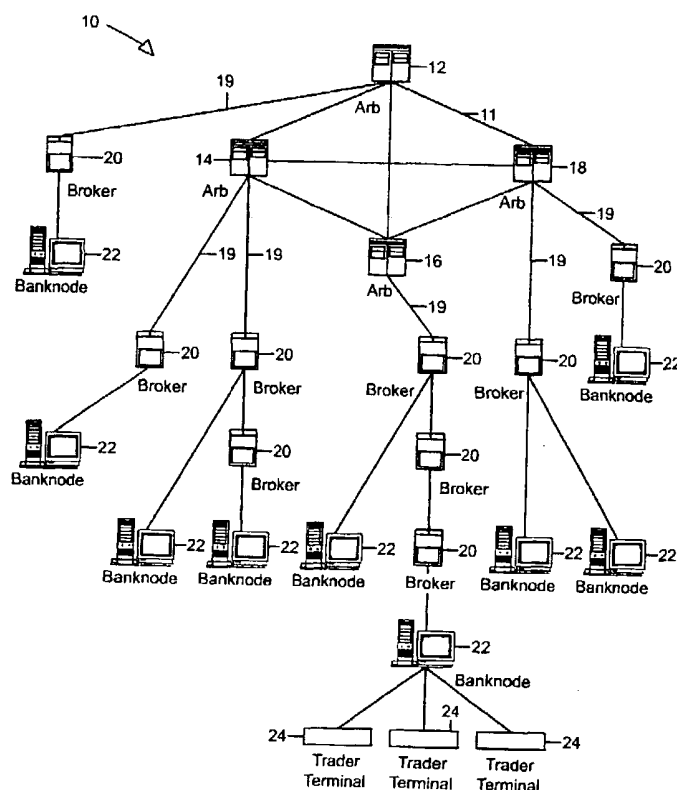 10
12
19
Arb
11
20
14
18
Broker
Arb
Arb
19
22
19
19
16
19
20
Banknode
Arb
Broker
19
20
20
20
20
22
Broker
Broker
Broker
Broker
Banknode
22
20
20
Banknode
Broker
Broker
22
22
22
20
22
22
Banknode
Banknode
Banknode
Broker
Banknode
Banknode
22
Banknode
24
24
24
Trader
Terminal
Trader
Terminal
Trader
Terminal